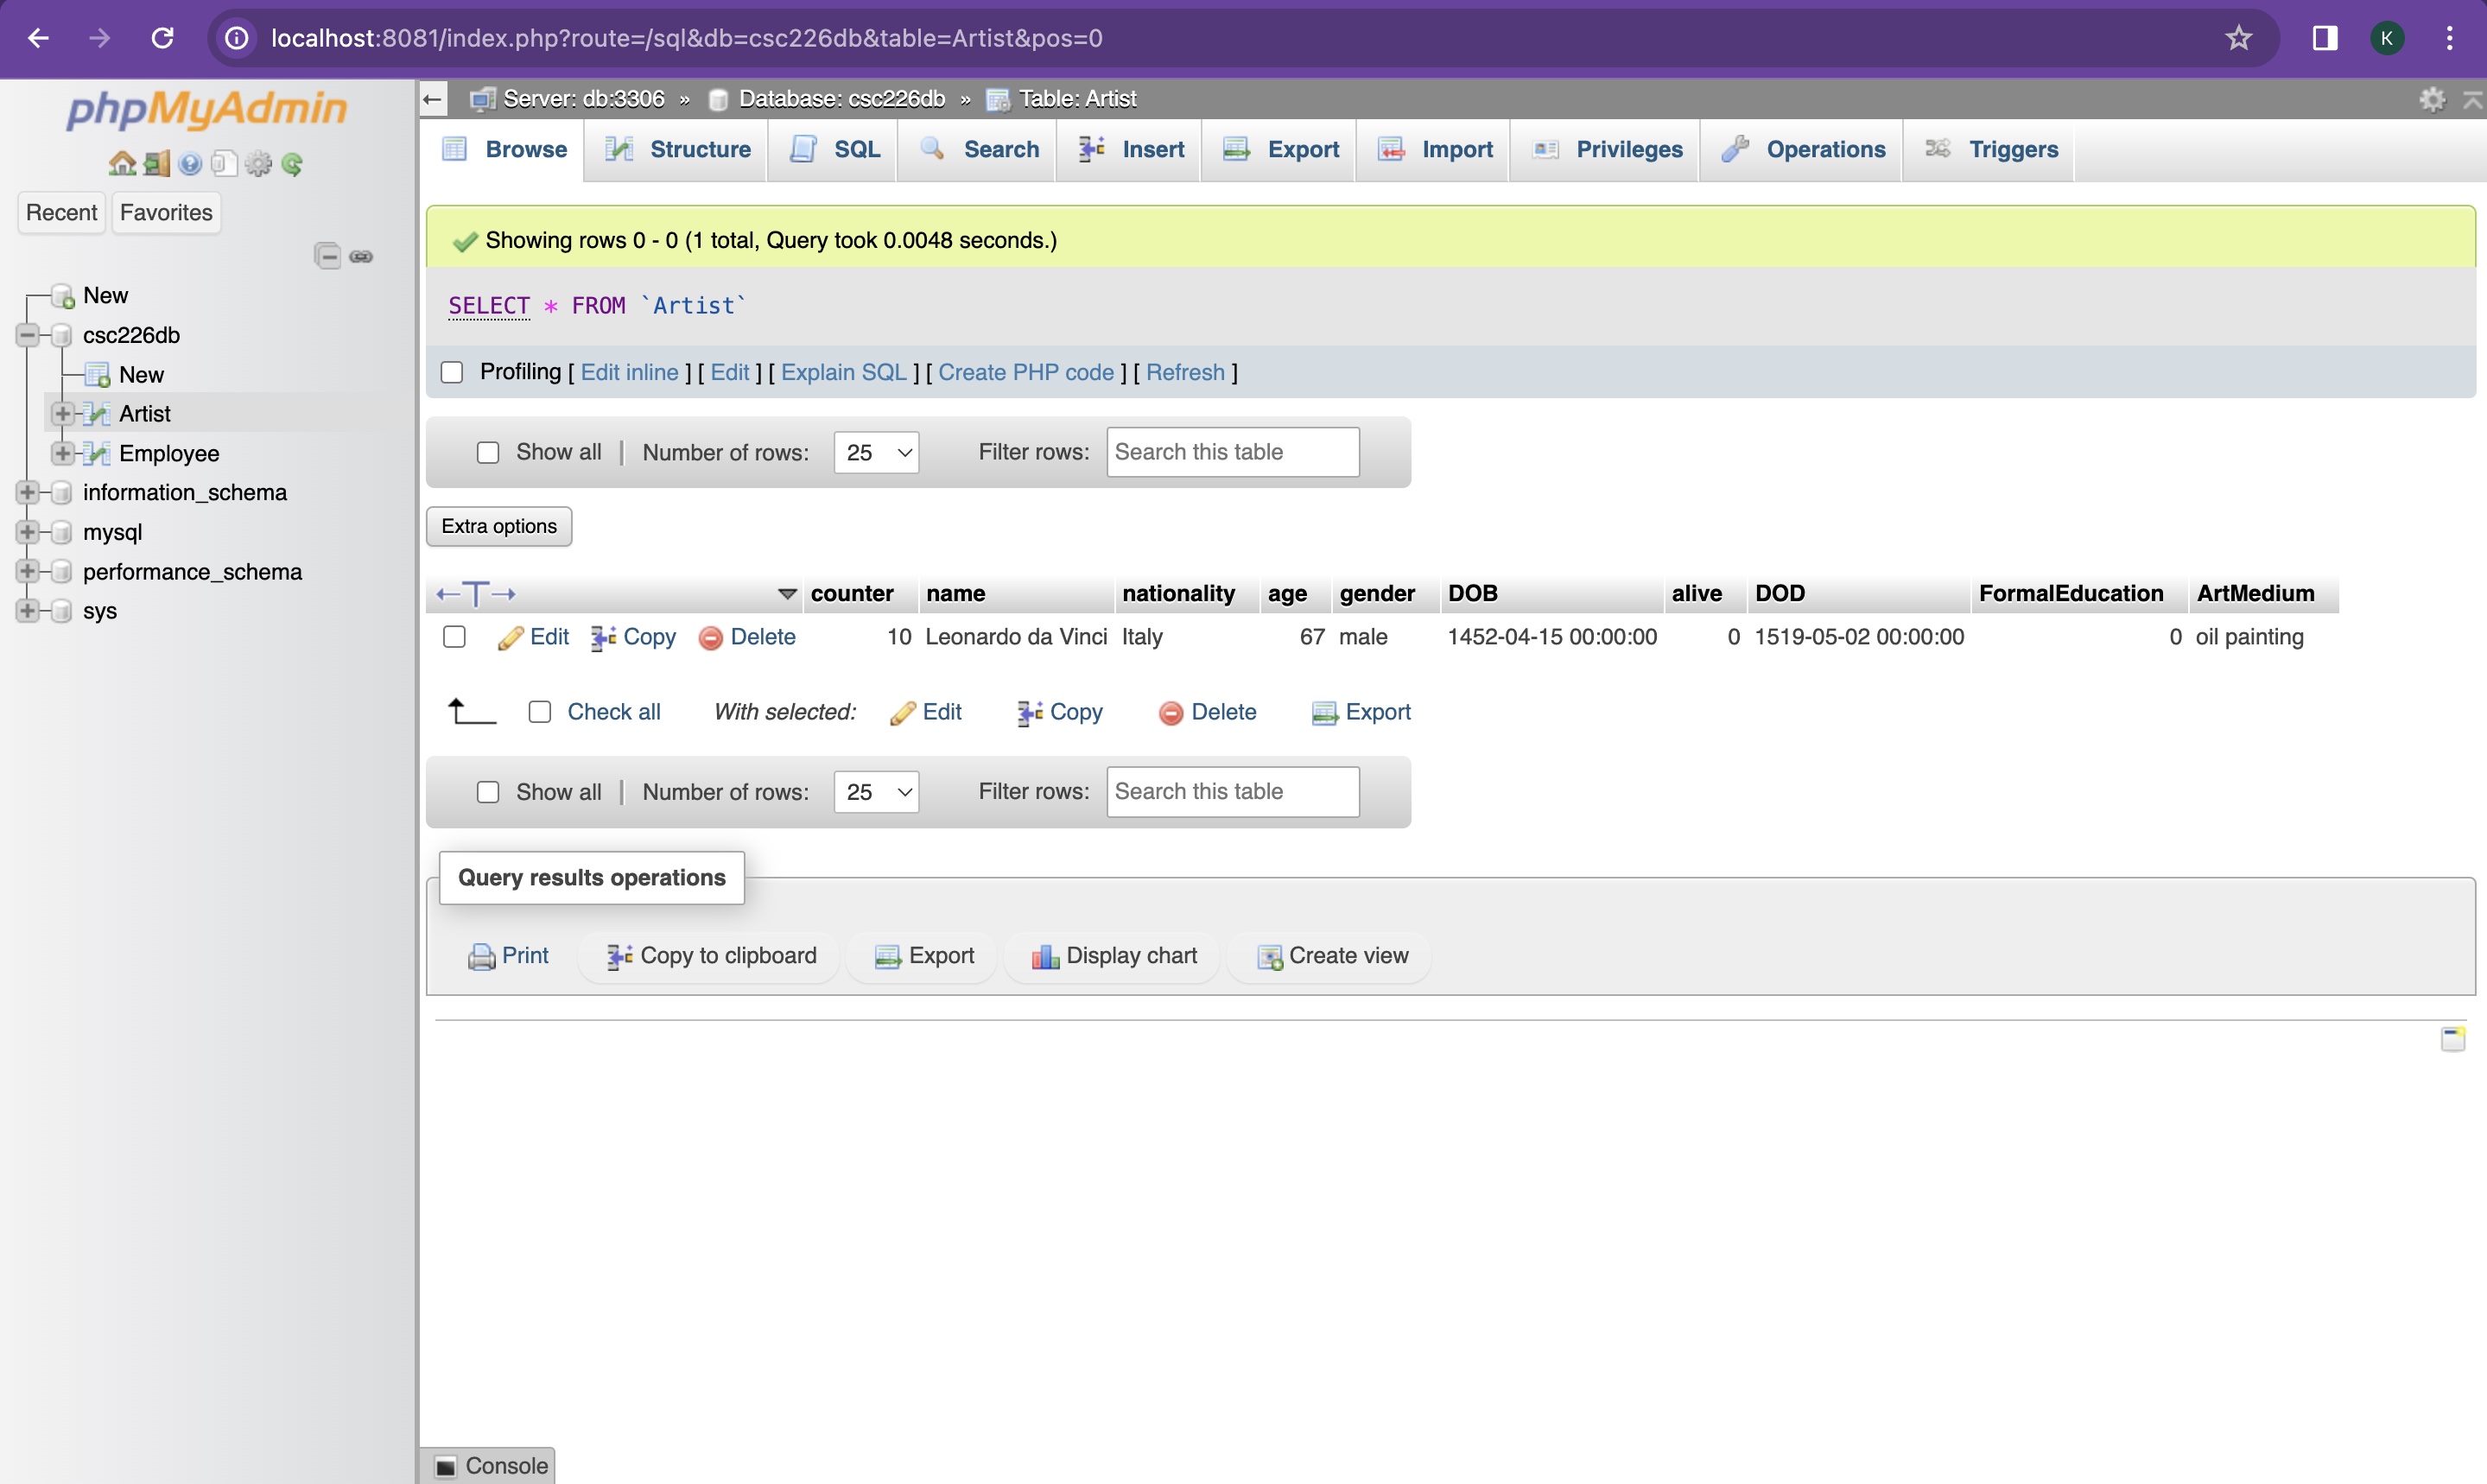 localhost:8081/index.php?route=/sql&db=csc226db&table=Artist&pos=0
K
phpMyAdmin
Recent Favorites
New
csc226db
New
Artist
Employee
information_schema
mysql
performance_schema
sys
Server: db:3306 » Database: csc226db » Table: Artist
Browse Structure SQL Search Insert Export Import Privileges Operations Triggers
Showing rows 0 - 0 (1 total, Query took 0.0048 seconds.)
SELECT * FROM `Artist`
Profiling [ Edit inline ] [ Edit ] [ Explain SQL ] [ Create PHP code ] [ Refresh ]
Show all | Number of rows: 25 Filter rows: Search this table
Extra options
←T→ counter name nationality age gender DOB alive DOD FormalEducation ArtMedium
Edit Copy Delete 10 Leonardo da Vinci Italy 67 male 1452-04-15 00:00:00 0 1519-05-02 00:00:00 0 oil painting
Check all With selected: Edit Copy Delete Export
Show all | Number of rows: 25 Filter rows: Search this table
Query results operations
Print Copy to clipboard Export Display chart Create view
Console